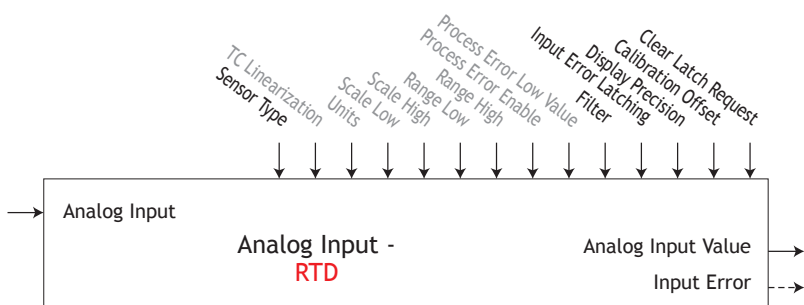 Sensor Type
TC Linearization
Units
Scale Low
Scale High
Range Low
Range High
Process Error Enable
Process Error Low Value
Filter
Input Error Latching
Display Precision
Calibration Offset
Clear Latch Request
Analog Input
Analog Input -
RTD
Analog Input Value
Input Error